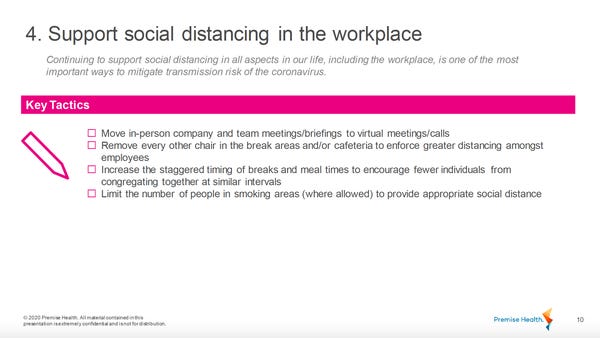 4. Support social distancing in the workplace
Continuing to support social distancing in all aspects in our life, including the workplace, is one of the most
important ways to mitigate transmission risk of the coronavirus.
Key Tactics
Move in-person company and team meetings/briefings to virtual meetings/calls
Remove every other chair in the break areas and/or cafeteria to enforce greater distancing amongst
employees
Increase the staggered timing of breaks and meal times to encourage fewer individuals from
congregating together at similar intervals
Limit the number of people in smoking areas (where allowed) to provide appropriate social distance
© 2020 Premise Health. All material contained in this
presentation is extremely confidential and is not for distribution.
Premise Health.
10